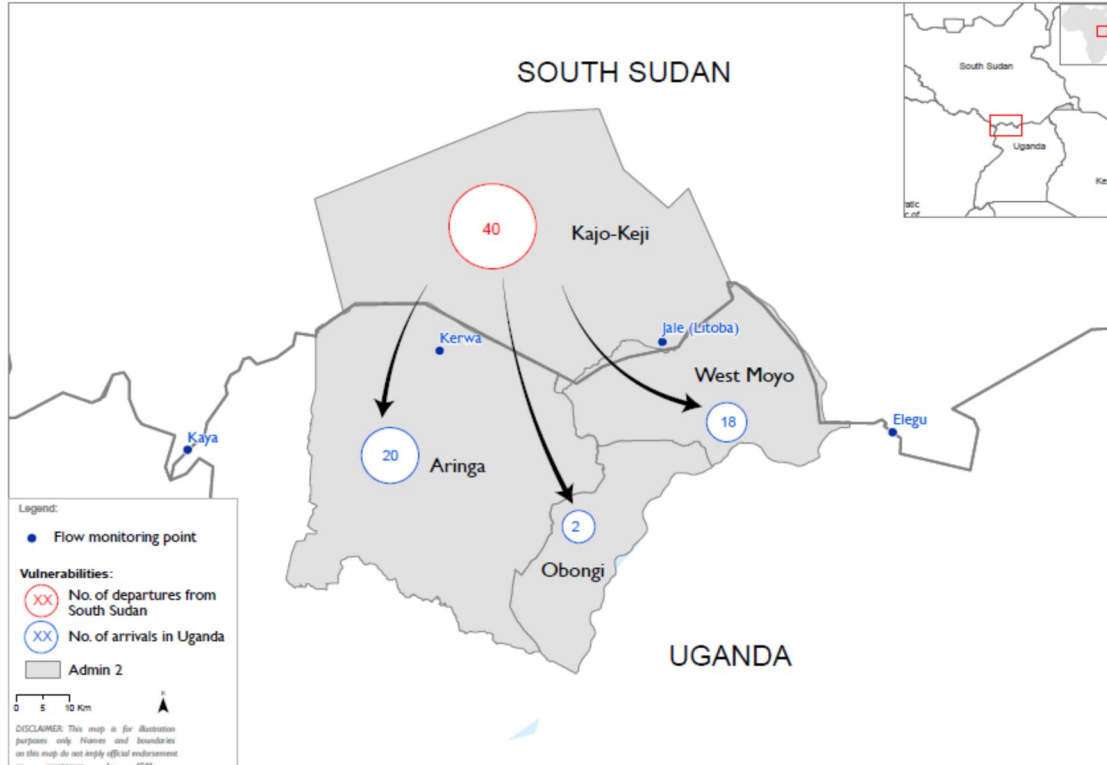 SOUTH SUDAN
South Sudan
Uganda
Ke
atic
c of
40
Kajo-Keji
Kerwa
Jale (Litoba)
West Moyo
18
Elegu
Kaya
20
Aringa
2
Obongi
UGANDA
Legend:
Flow monitoring point
Vulnerabilities:
XX No. of departures from
South Sudan
XX No. of arrivals in Uganda
Admin 2
0 5 10 Km
N
DISCLAIMER: This map is for illustration
purposes only. Names and boundaries
on this map do not imply official endorsement